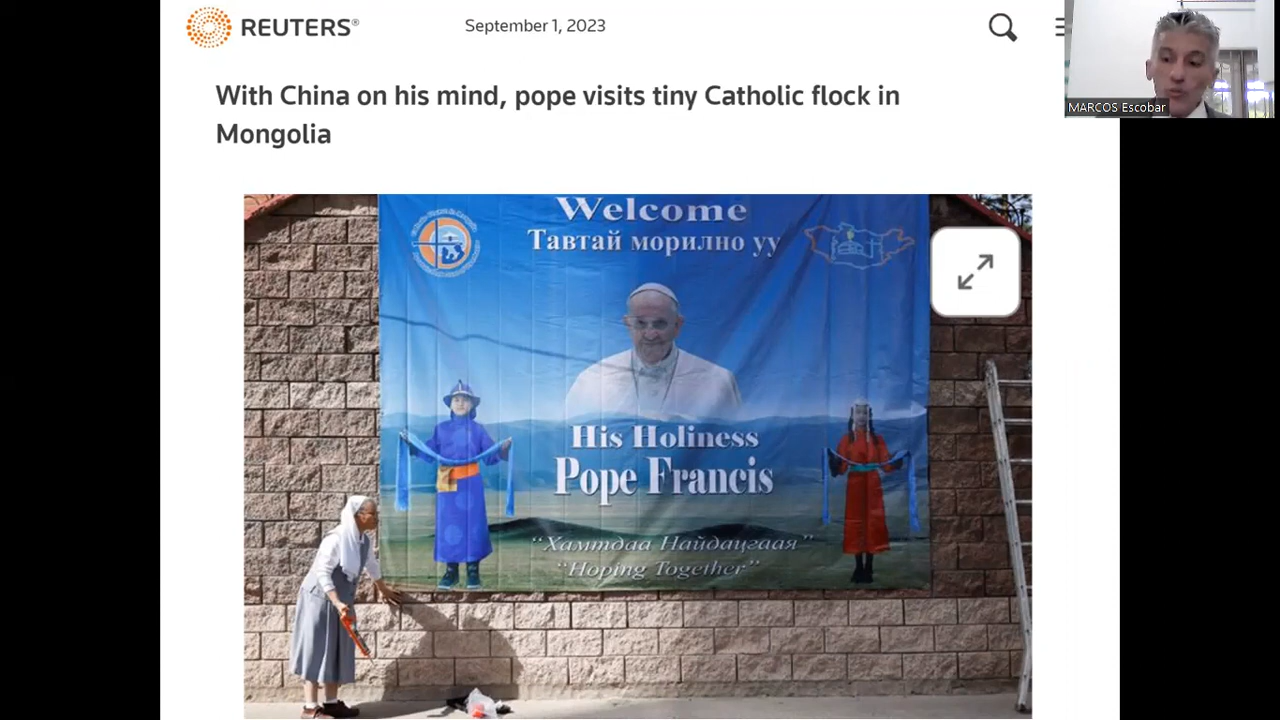 REUTERS®
September 1, 2023
MARCOS Escobar
With China on his mind, pope visits tiny Catholic flock in
Mongolia
Welcome
Тавтай морилно уу
His Holiness
Pope Francis
“Хамтдаа Найдацгаая”
“Hoping Together”